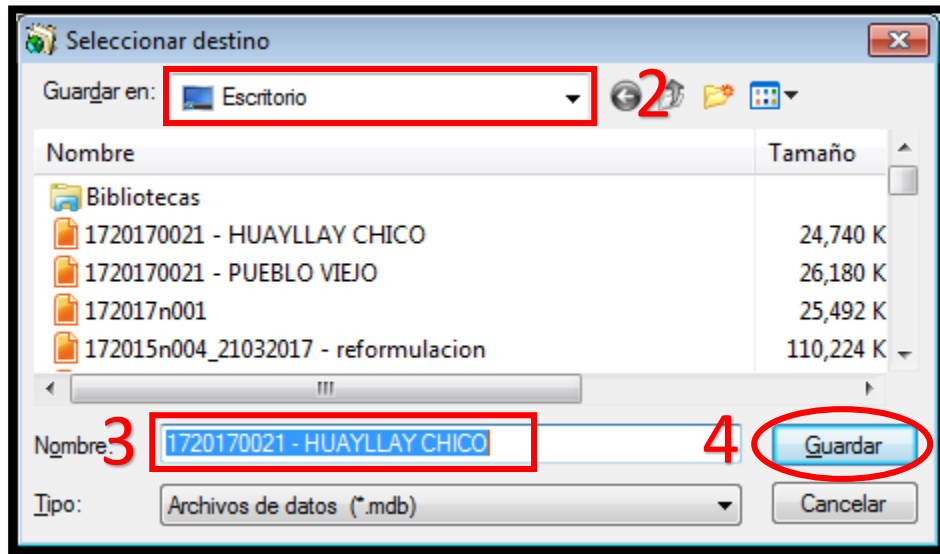 Seleccionar destino
Guardar en: Escritorio 2
Nombre Tamaño
Bibliotecas
1720170021 - HUAYLLAY CHICO 24,740 K
1720170021 - PUEBLO VIEJO 26,180 K
172017n001 25,492 K
172015n004_21032017 - reformulacion 110,224 K
Nombre: 3 1720170021 - HUAYLLAY CHICO 4 Guardar
Tipo: Archivos de datos (*.mdb) Cancelar